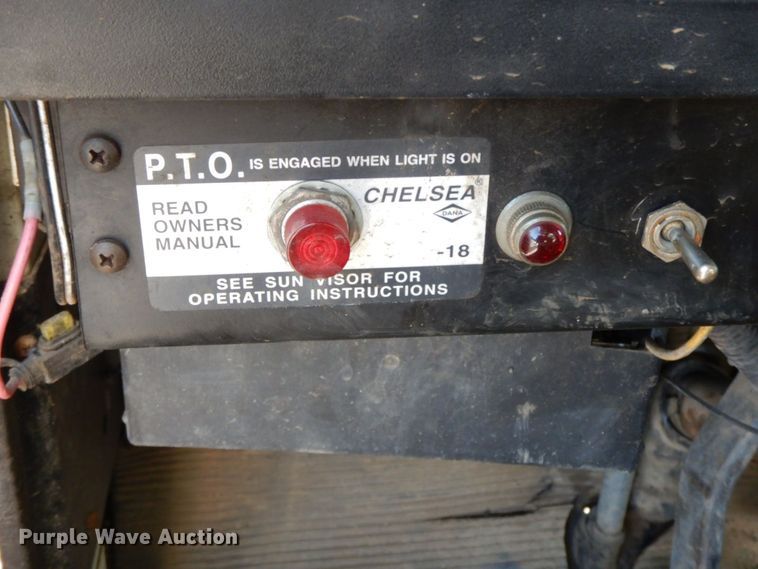 P.T.O. IS ENGAGED WHEN LIGHT IS ON
READ
OWNERS
MANUAL
CHELSEA®
DANA
-18
SEE SUN VISOR FOR
OPERATING INSTRUCTIONS
Purple Wave Auction